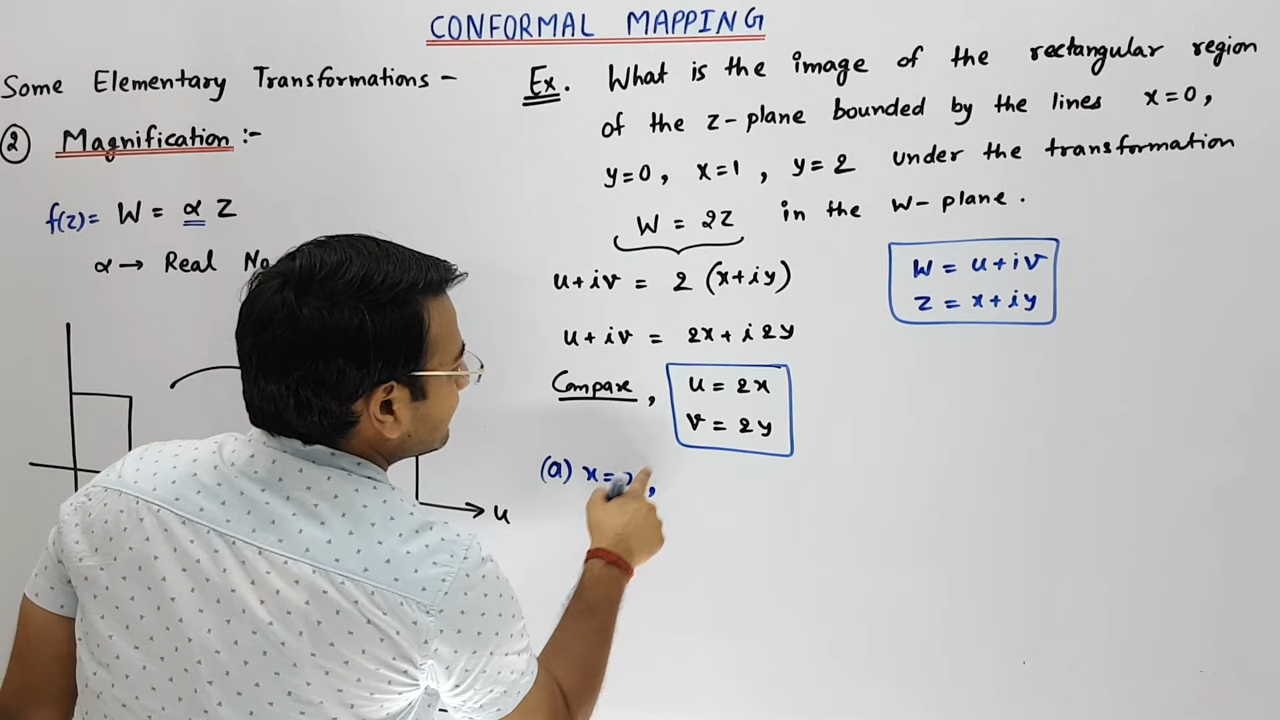 CONFORMAL MAPPING
Some Elementary Transformations -
② Magnification :-
f(z) = W = α Z
α → Real No
u
Ex. What is the image of the rectangular region
of the z-plane bounded by the lines x=0,
y=0, x=1, y=2 under the transformation
W = 2Z in the w-plane.
u+iv = 2 (x+iy)
u+iv = 2x+i2y
Compare, u = 2x
v = 2y
(a) x =
W = u+iv
Z = x+iy